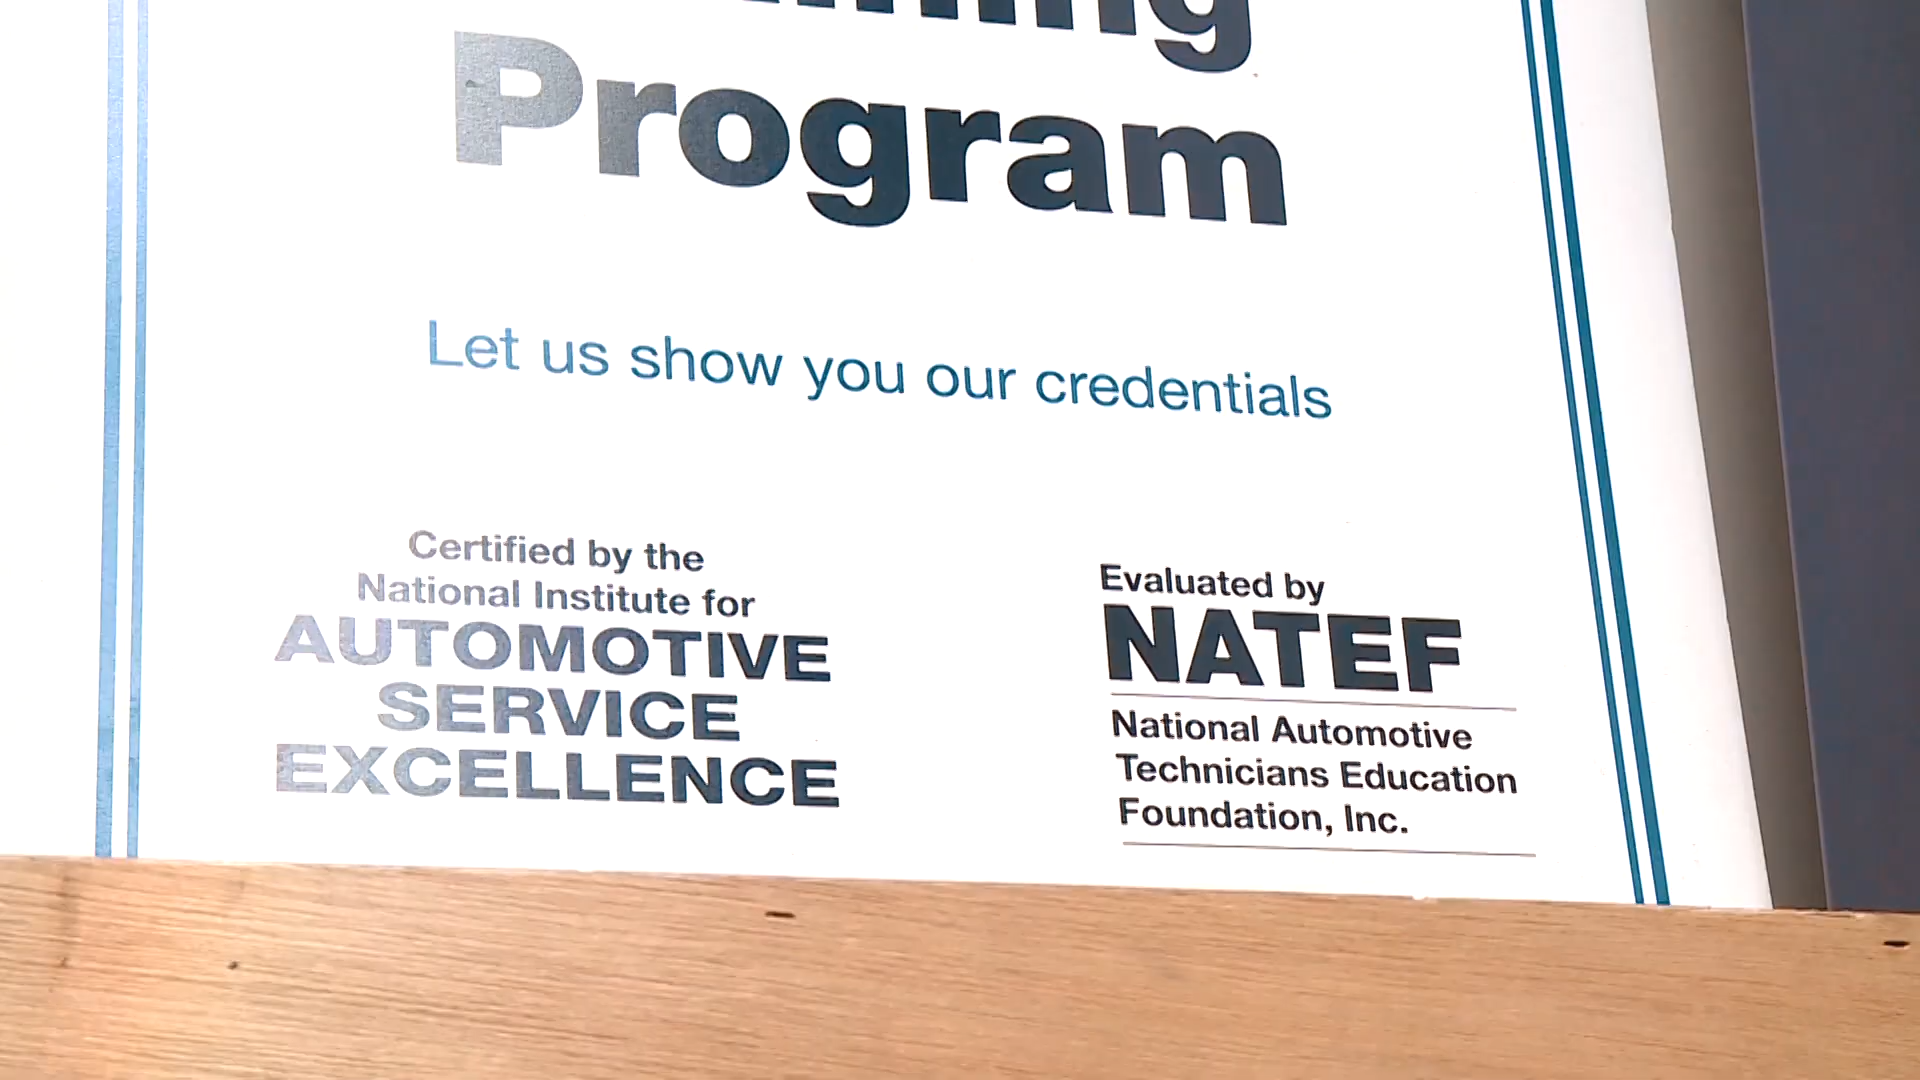 Program
Let us show you our credentials
Certified by the
National Institute for
AUTOMOTIVE
SERVICE
EXCELLENCE
Evaluated by
NATEF
National Automotive
Technicians Education
Foundation, Inc.